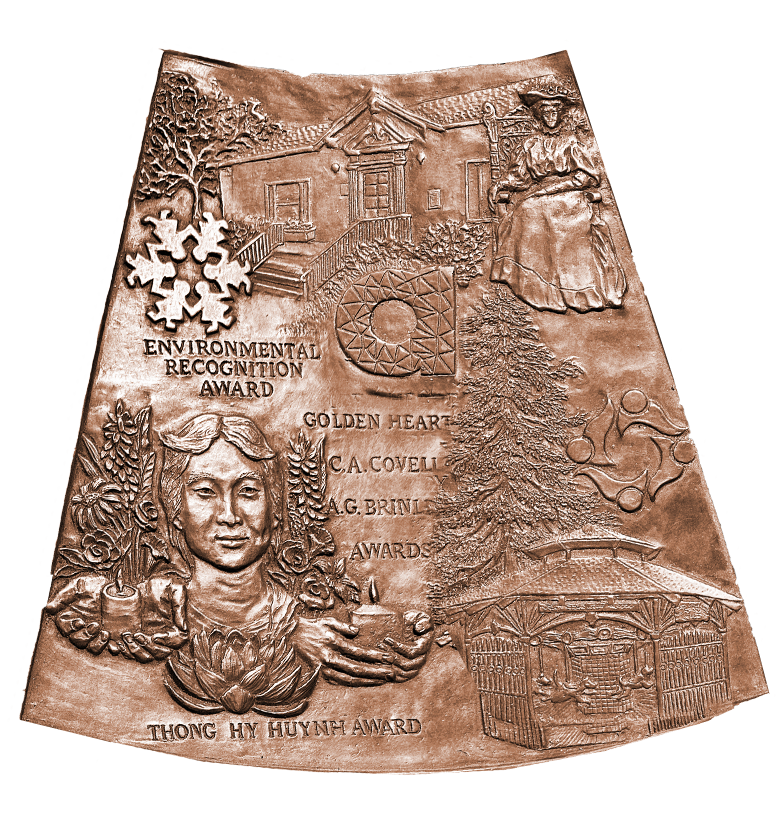 ENVIRONMENTAL
RECOGNITION
AWARD
GOLDEN HEART
C.A. COVELL
A.G.
AWARDS
THONG HY HUYNH AWARD